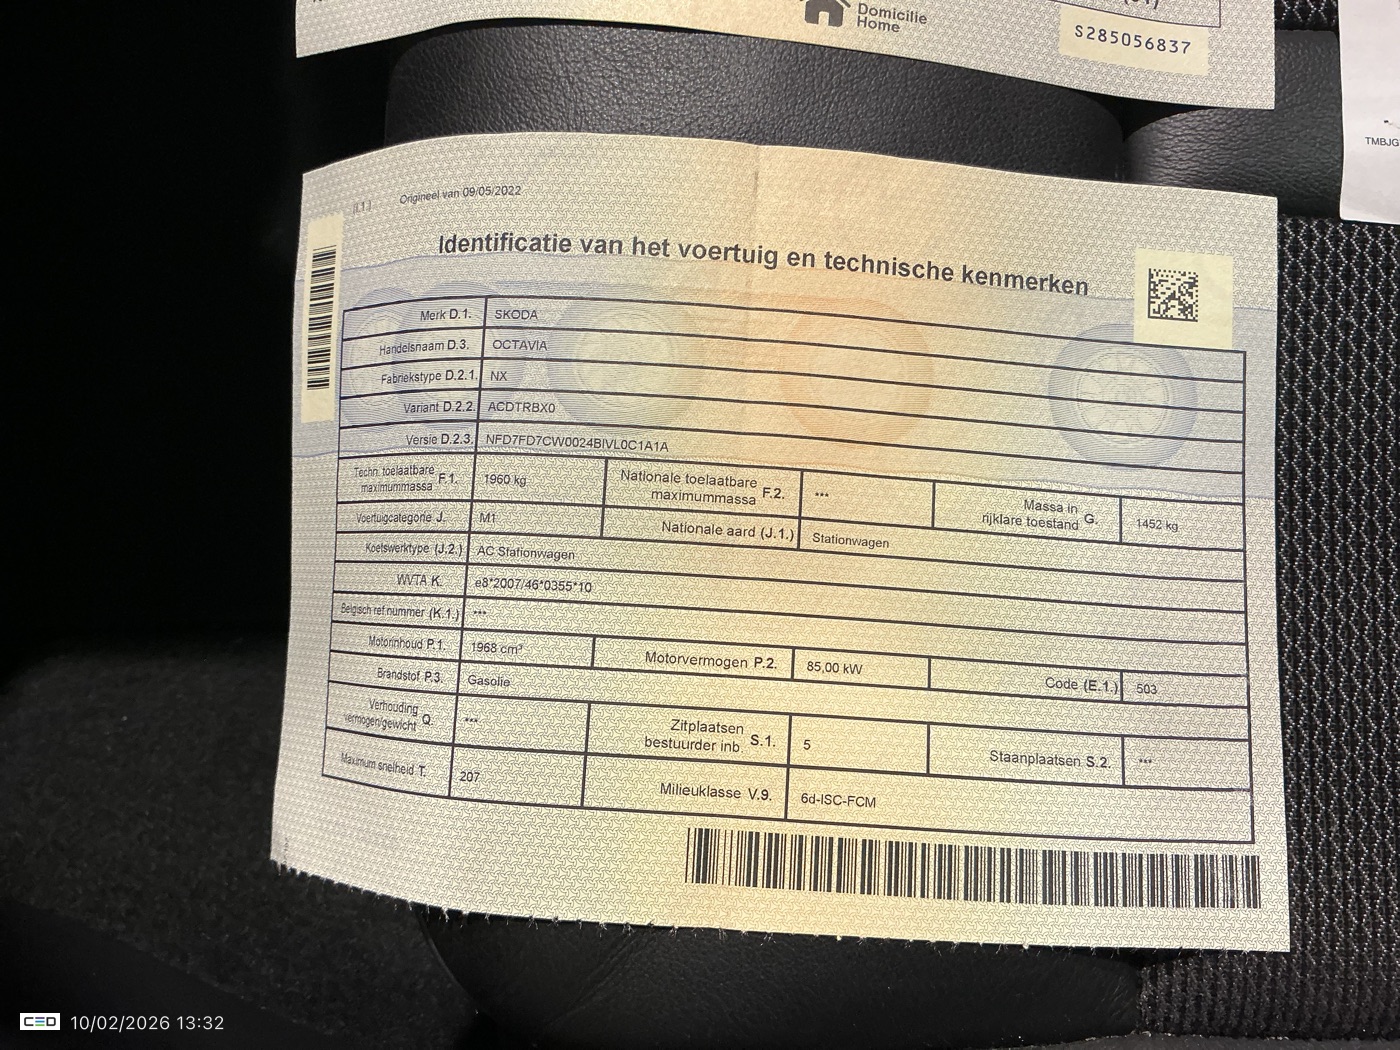 Domicilie
Home
S285056837
TMBJG
(I.1.) Origineel van 09/05/2022
Identificatie van het voertuig en technische kenmerken
Merk D.1. SKODA
Handelsnaam D.3. OCTAVIA
Fabriekstype D.2.1. NX
Variant D.2.2. ACDTRBX0
Versie D.2.3. NFD7FD7CW0024BIVL0C1A1A
Techn. toelaatbare maximummassa F.1. 1960 kg Nationale toelaatbare maximummassa F.2. *** Massa in rijklare toestand G. 1452 kg
Voertuigcategorie J. M1 Nationale aard (J.1.) Stationwagen
Koetswerktype (J.2.) AC Stationwagen
WVTA K. e8*2007/46*0355*10
Belgisch ref nummer (K.1.) ***
Motorinhoud P.1. 1968 cm³ Motorvermogen P.2. 85,00 kW Code (E.1.) 503
Brandstof P.3. Gasolie
Verhouding vermogen/gewicht Q. *** Zitplaatsen bestuurder inb. S.1. 5 Staanplaatsen S.2. ***
Maximum snelheid T. 207 Milieuklasse V.9. 6d-ISC-FCM
CED 10/02/2026 13:32